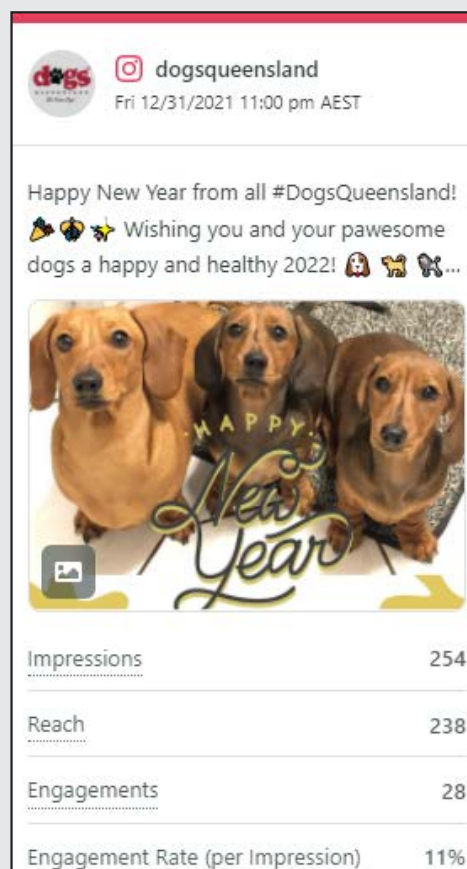 dogs
dogsqueensland
Fri 12/31/2021 11:00 pm AEST
Happy New Year from all #DogsQueensland!
🎉 🪅 ✨ Wishing you and your pawesome
dogs a happy and healthy 2022! 🐶 🐕 🐩...
HAPPY
New
Year
Impressions 254
Reach 238
Engagements 28
Engagement Rate (per Impression) 11%